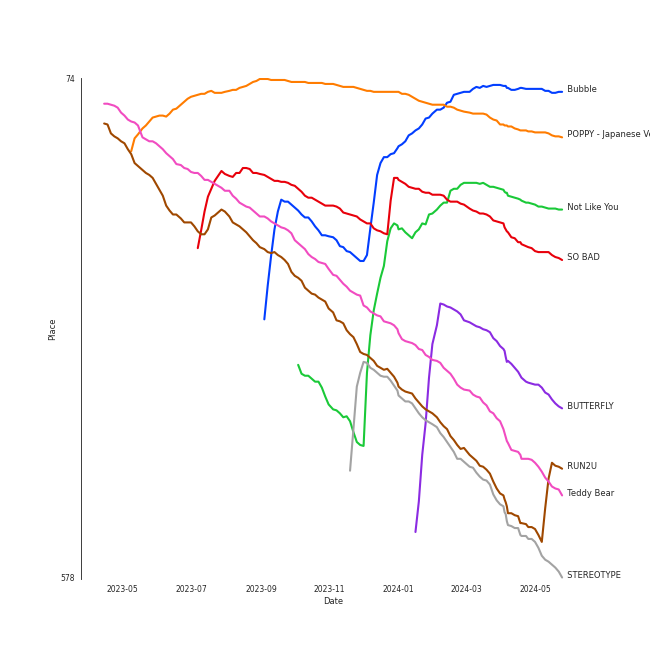 74
Bubble
POPPY - Japanese Ve
Not Like You
SO BAD
Place
BUTTERFLY
RUN2U
Teddy Bear
STEREOTYPE
578
2023-05 2023-07 2023-09 2023-11 2024-01 2024-03 2024-05
Date